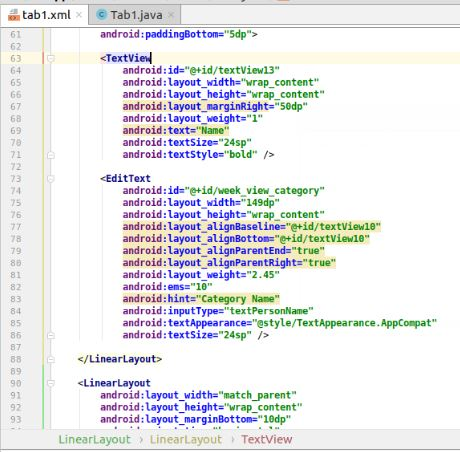 tab1.xml × Tab1.java ×
61 android:paddingBottom="5dp">
62
63 <TextView
64 android:id="@+id/textView13"
65 android:layout_width="wrap_content"
66 android:layout_height="wrap_content"
67 android:layout_marginRight="50dp"
68 android:layout_weight="1"
69 android:text="Name"
70 android:textSize="24sp"
71 android:textStyle="bold" />
72
73 <EditText
74 android:id="@+id/week_view_category"
75 android:layout_width="149dp"
76 android:layout_height="wrap_content"
77 android:layout_alignBaseline="@+id/textView10"
78 android:layout_alignBottom="@+id/textView10"
79 android:layout_alignParentEnd="true"
80 android:layout_alignParentRight="true"
81 android:layout_weight="2.45"
82 android:ems="10"
83 android:hint="Category Name"
84 android:inputType="textPersonName"
85 android:textAppearance="@style/TextAppearance.AppCompat"
86 android:textSize="24sp" />
87
88 </LinearLayout>
89
90 <LinearLayout
91 android:layout_width="match_parent"
92 android:layout_height="wrap_content"
93 android:layout_marginBottom="10dp"
LinearLayout › LinearLayout › TextView